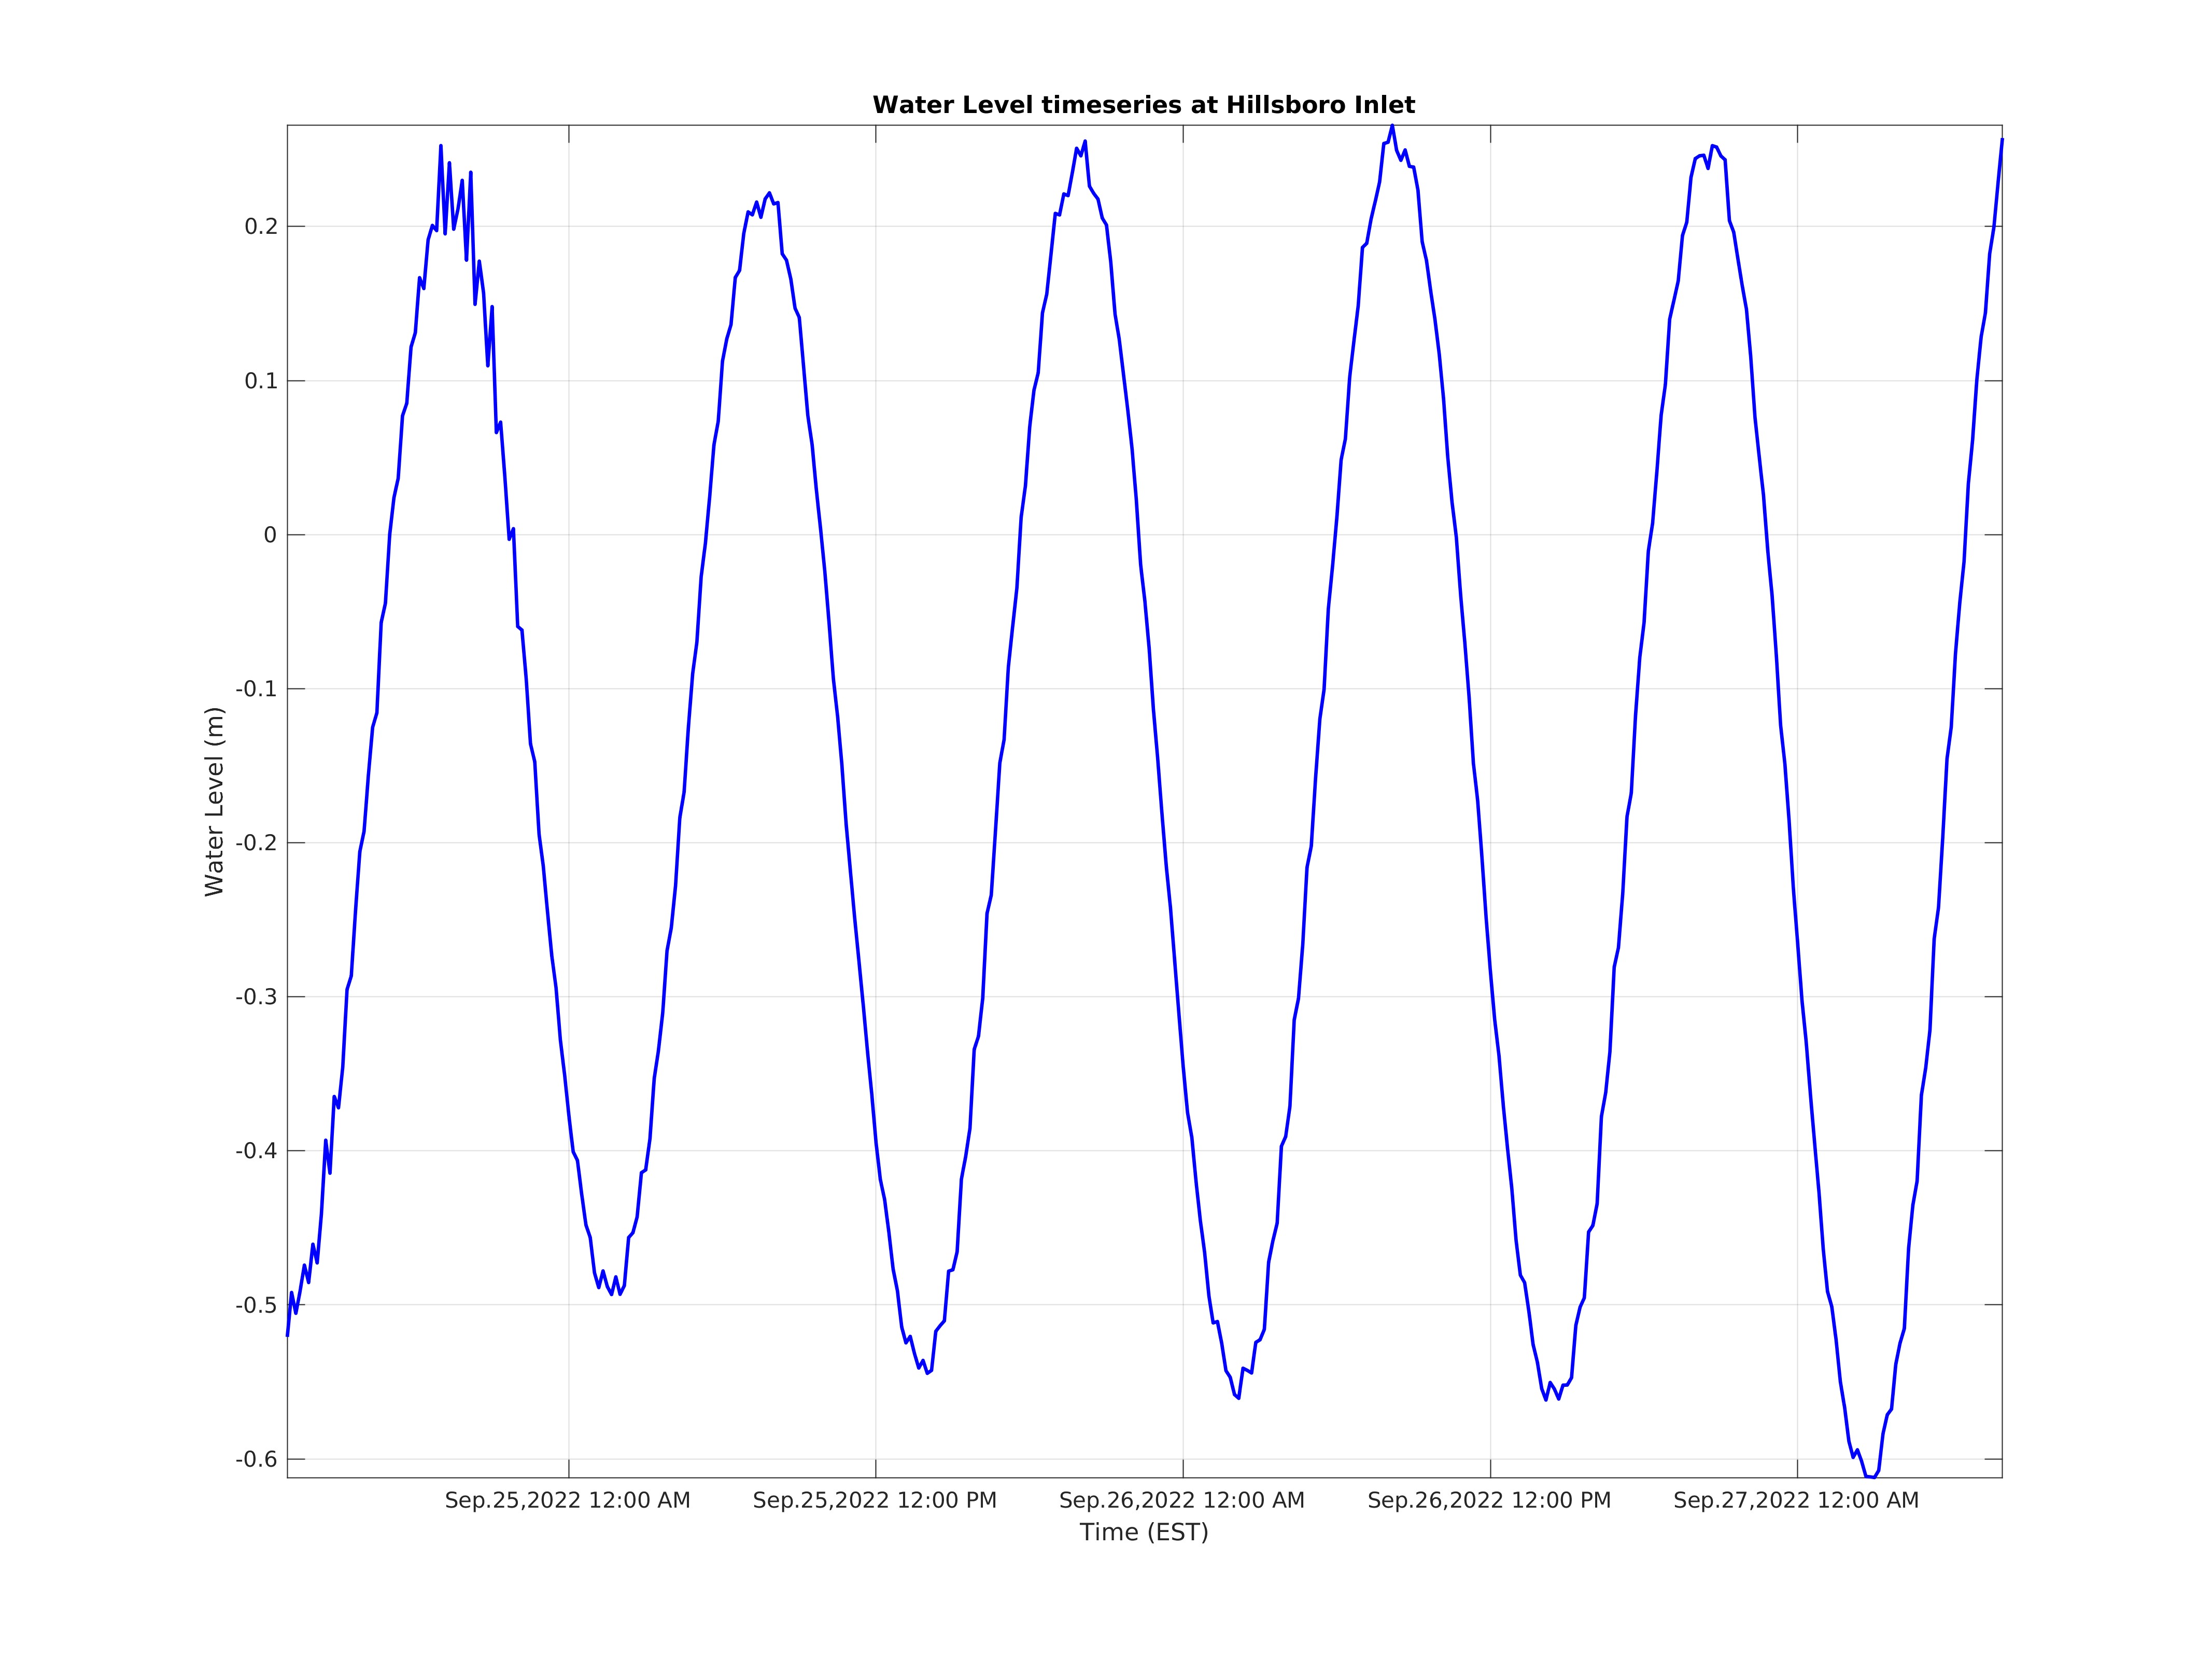 Water Level timeseries at Hillsboro Inlet
0.2
0.1
0
-0.1
-0.2
-0.3
-0.4
-0.5
-0.6
Water Level (m)
Sep.25,2022 12:00 AM Sep.25,2022 12:00 PM Sep.26,2022 12:00 AM Sep.26,2022 12:00 PM Sep.27,2022 12:00 AM
Time (EST)